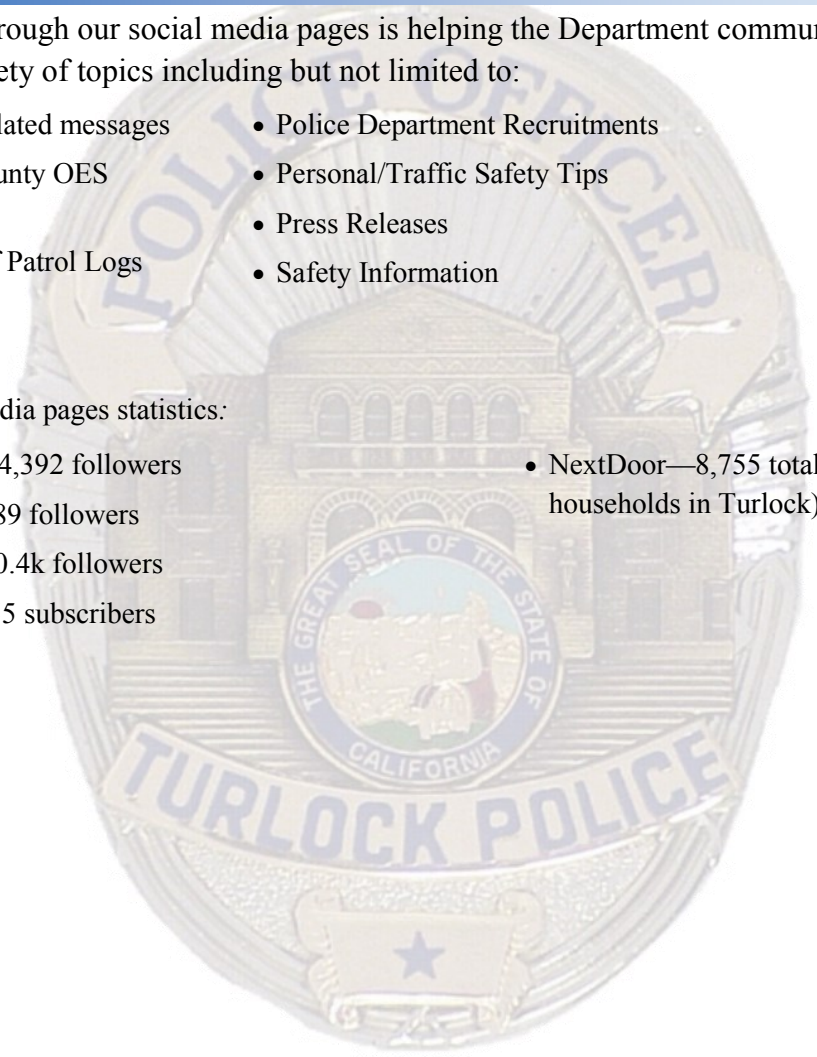 rough our social media pages is helping the Department commun
ety of topics including but not limited to:
lated messages
unty OES
f Patrol Logs
• Police Department Recruitments
• Personal/Traffic Safety Tips
• Press Releases
• Safety Information
dia pages statistics:
4,392 followers
89 followers
0.4k followers
5 subscribers
• NextDoor—8,755 total
households in Turlock)
POLICE OFFICER
THE GREAT SEAL OF THE STATE OF
CALIFORNIA
TURLOCK POLICE